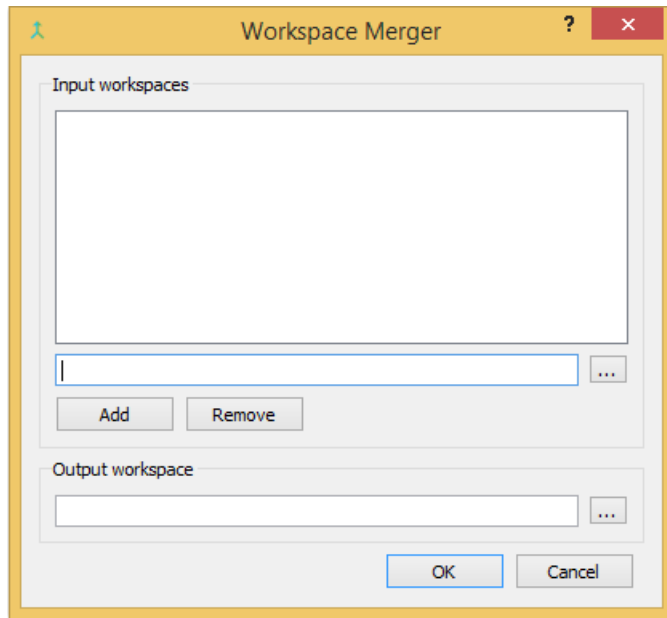 Workspace Merger ?
Input workspaces
...
Add Remove
Output workspace
...
OK Cancel